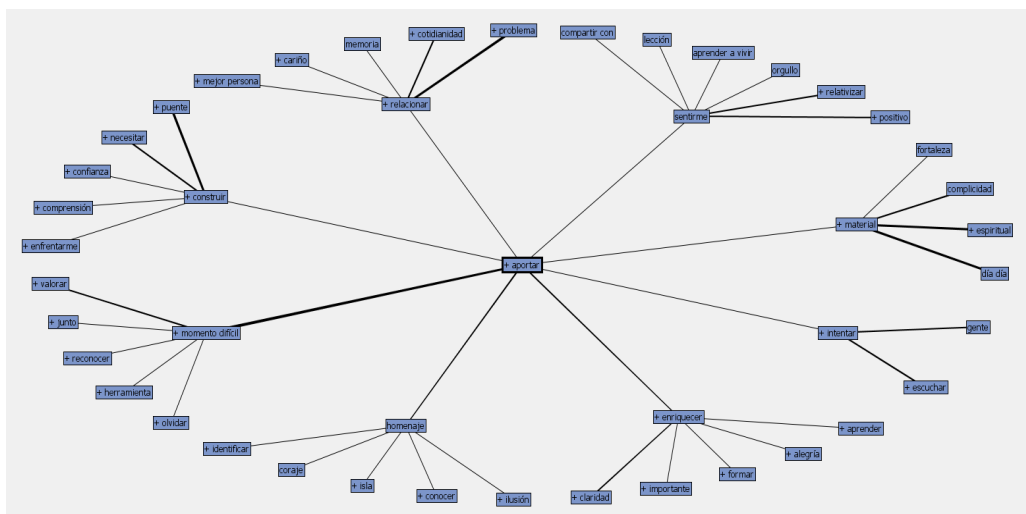 + problema
compartir con
+ cotidianidad
lección
memoria
aprender a vivir
+ cariño
orgullo
+ mejor persona
+ relativizar
+ relacionar
+ puente
sentirme
+ positivo
+ necesitar
fortaleza
+ confianza
complicidad
+ construir
+ comprensión
+ material
+ espiritual
+ enfrentarme
+ aportar
día día
+ valorar
+ junto
gente
+ momento difícil
+ intentar
+ reconocer
+ escuchar
+ herramienta
+ enriquecer
+ olvidar
homenaje
+ aprender
+ identificar
+ alegría
coraje
+ formar
+ isla
+ importante
+ conocer
+ ilusión
+ claridad